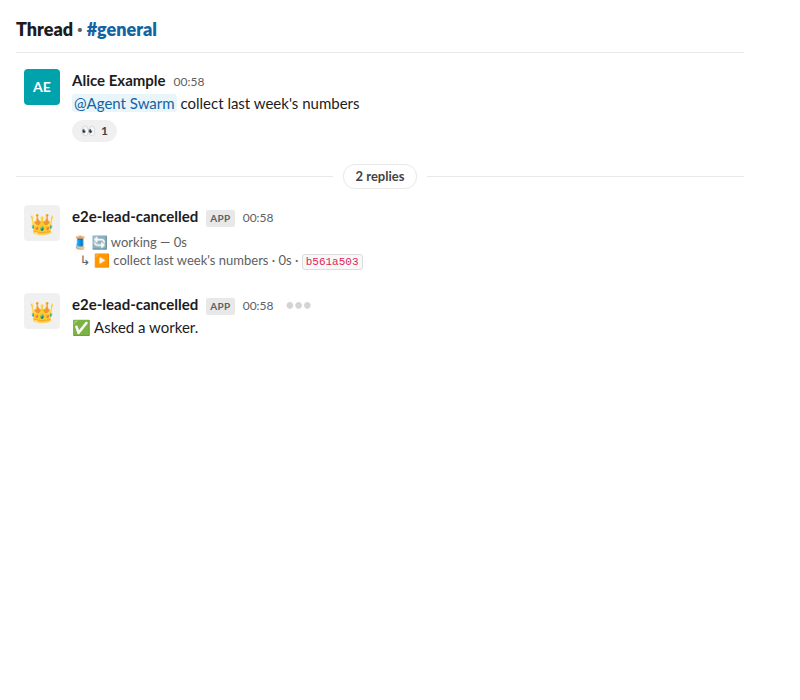 Thread • #general
AE
Alice Example 00:58
@Agent Swarm collect last week's numbers
👀 1
2 replies
e2e-lead-cancelled APP 00:58
🧵 🔄 working — 0s
↳ ▶️ collect last week's numbers · 0s · b561a503
e2e-lead-cancelled APP 00:58
✅ Asked a worker.